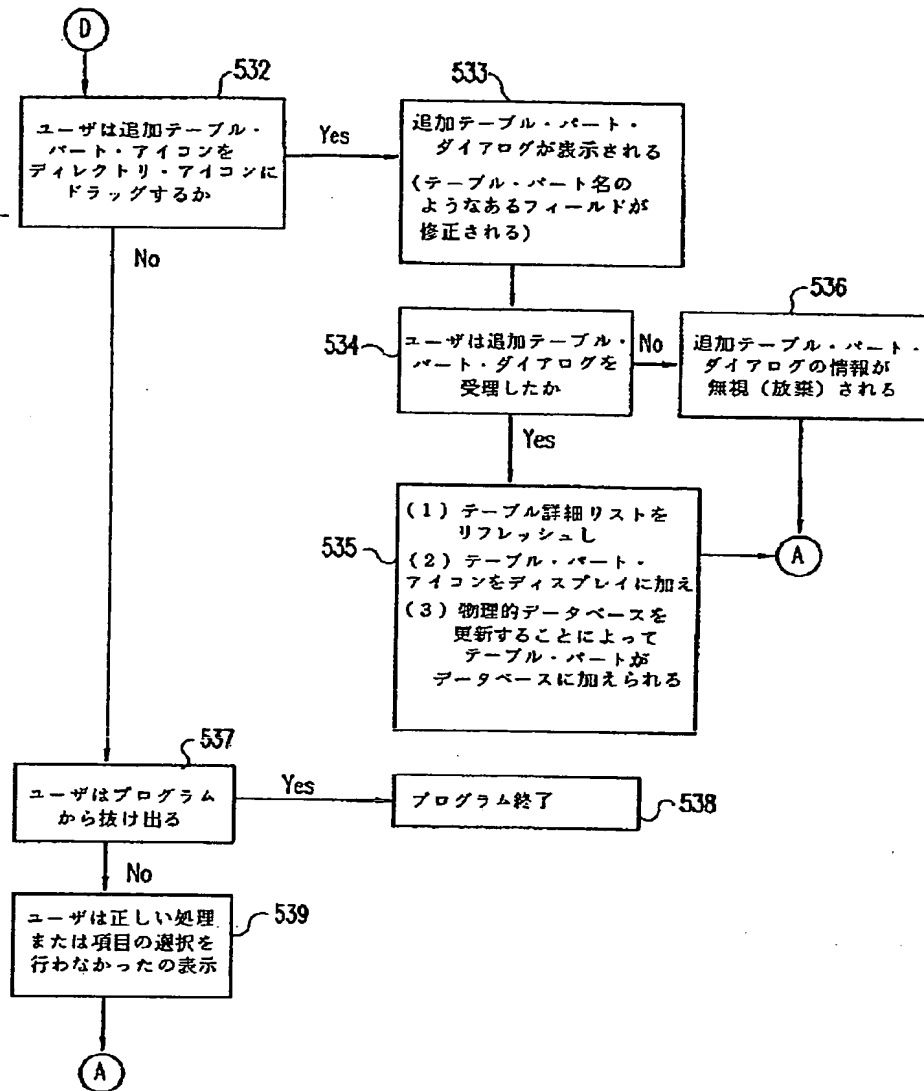 D
532
ユーザは追加テーブル・
パート・アイコンを
ディレクトリ・アイコンに
ドラッグするか
Yes
No
533
追加テーブル・パート・
ダイアログが表示される
(テーブル・パート名の
ようなあるフィールドが
修正される)
534
ユーザは追加テーブル・
パート・ダイアログを
受理したか
No
Yes
536
追加テーブル・パート・
ダイアログの情報が
無視(放棄)される
A
535
(1)テーブル詳細リストを
リフレッシュし
(2)テーブル・パート・
アイコンをディスプレイに加え
(3)物理的データベースを
更新することによって
テーブル・パートが
データベースに加えられる
537
ユーザはプログラム
から抜け出る
Yes
プログラム終了
538
No
539
ユーザは正しい処理
または項目の選択を
行わなかったの表示
A